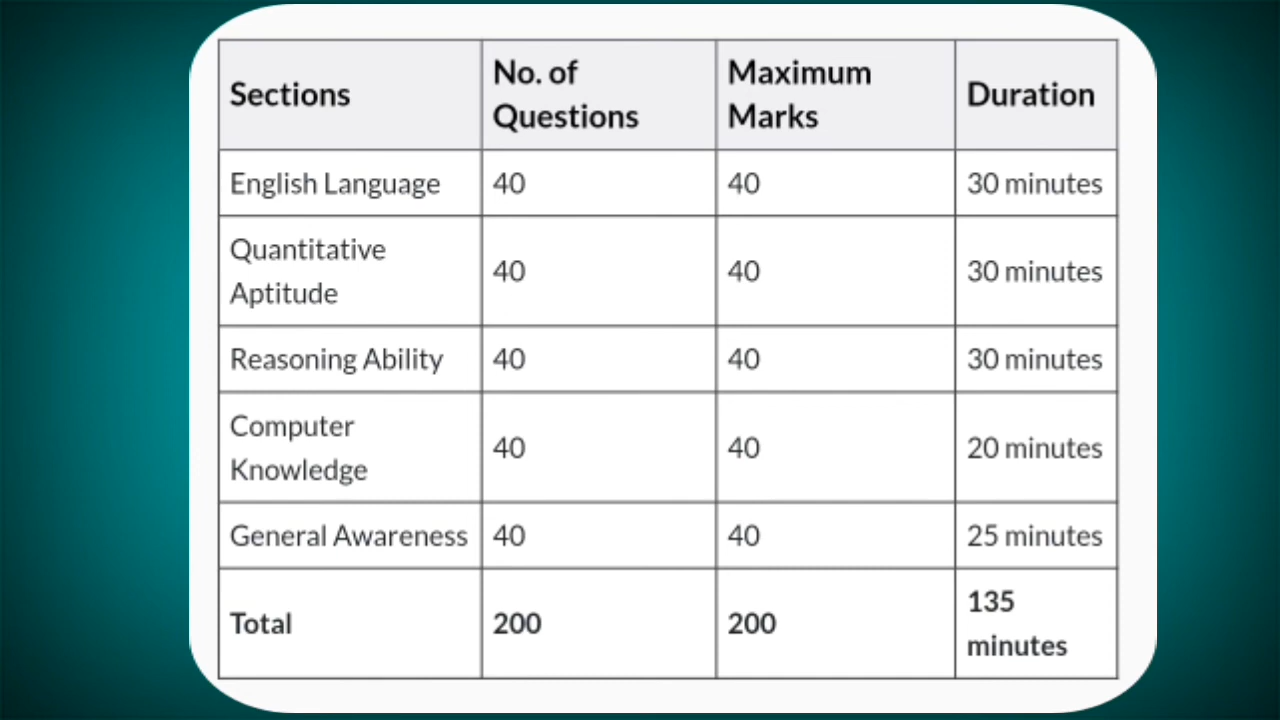 Sections No. of Questions Maximum Marks Duration
English Language 40 40 30 minutes
Quantitative Aptitude 40 40 30 minutes
Reasoning Ability 40 40 30 minutes
Computer Knowledge 40 40 20 minutes
General Awareness 40 40 25 minutes
Total 200 200 135 minutes